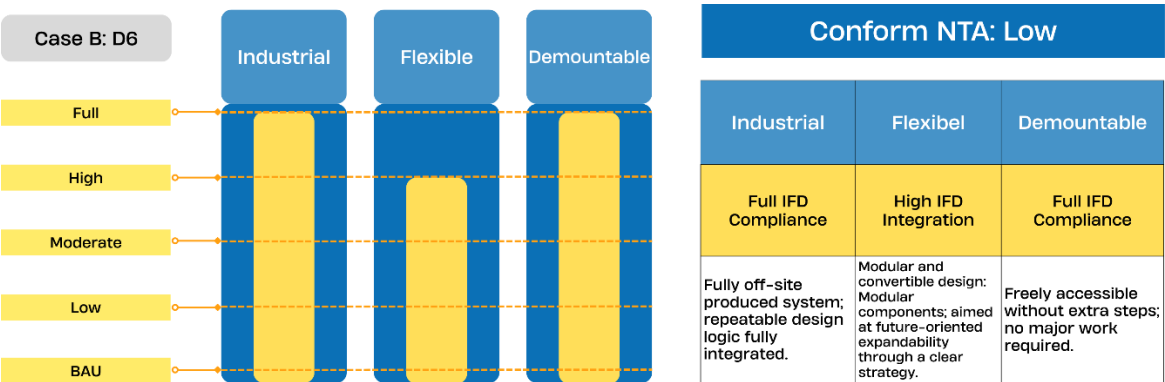 Case B: D6
Industrial
Flexible
Demountable
Full
High
Moderate
Low
BAU
Conform NTA: Low
Industrial
Flexibel
Demountable
Full IFD
Compliance
High IFD
Integration
Full IFD
Compliance
Fully off-site
produced system;
repeatable design
logic fully
integrated.
Modular and
convertible design:
Modular
components; aimed
at future-oriented
expandability
through a clear
strategy.
Freely accessible
without extra steps;
no major work
required.